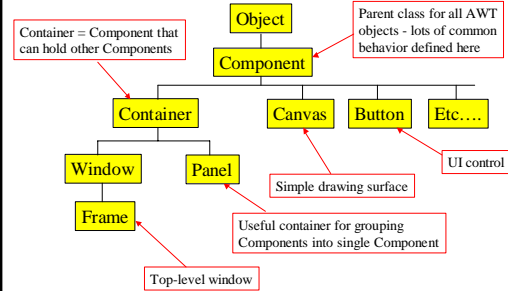 Object
Container = Component that
can hold other Components
Parent class for all AWT
objects - lots of common
behavior defined here
Component
Container
Canvas
Button
Etc….
Window
Panel
UI control
Simple drawing surface
Frame
Useful container for grouping
Components into single Component
Top-level window